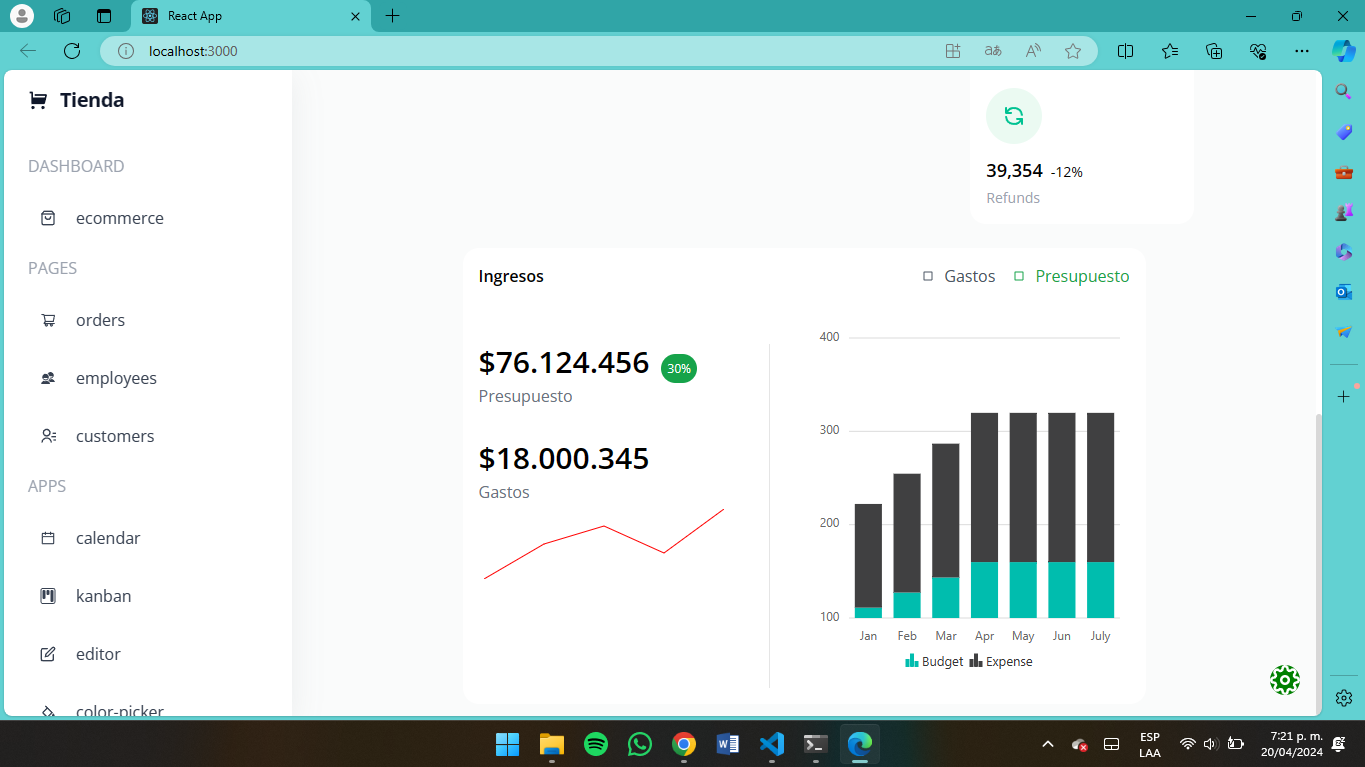 React App
localhost:3000
Tienda
DASHBOARD
ecommerce
PAGES
orders
employees
customers
APPS
calendar
kanban
editor
color-picker
39,354 -12%
Refunds
Ingresos
Gastos Presupuesto
$76.124.456 30%
Presupuesto
$18.000.345
Gastos
400
300
200
100
Jan Feb Mar Apr May Jun July
Budget Expense
ESP
LAA
7:21 p. m.
20/04/2024